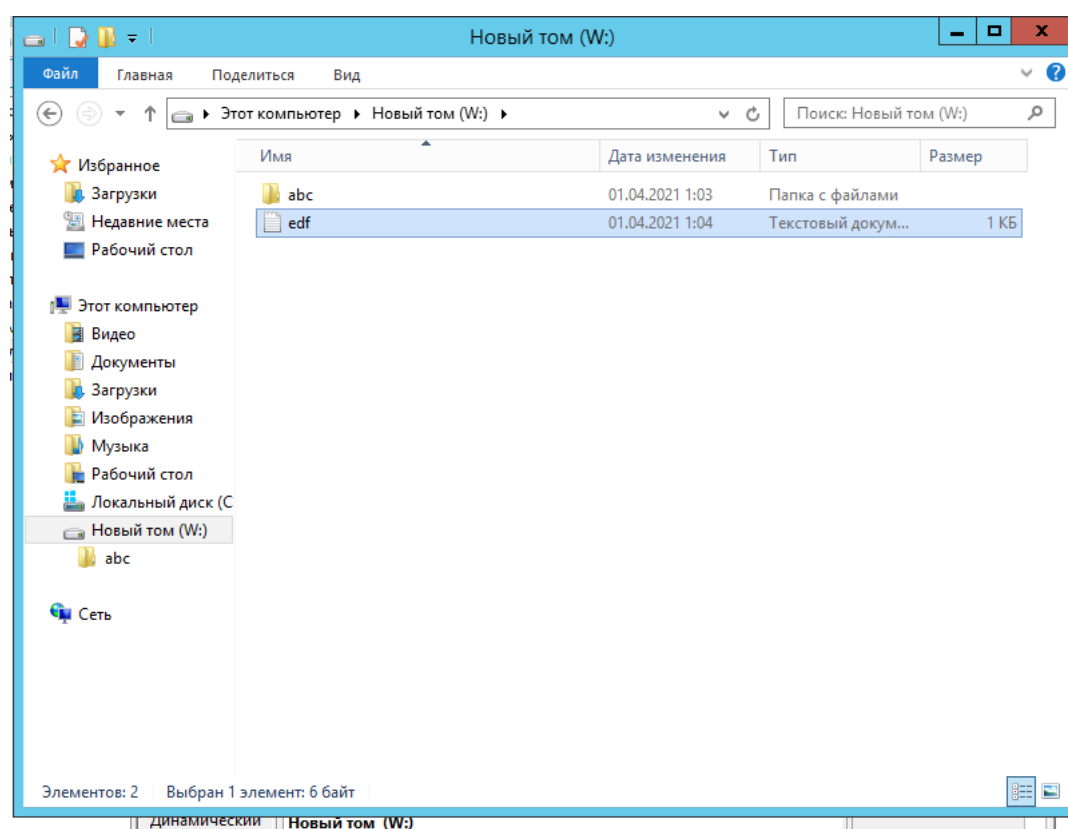 Новый том (W:)
Файл Главная Поделиться Вид
Этот компьютер Новый том (W:) Поиск: Новый том (W:)
Имя Дата изменения Тип Размер
abc 01.04.2021 1:03 Папка с файлами
edf 01.04.2021 1:04 Текстовый докум... 1 КБ
Избранное
Загрузки
Недавние места
Рабочий стол
Этот компьютер
Видео
Документы
Загрузки
Изображения
Музыка
Рабочий стол
Локальный диск (C
Новый том (W:)
abc
Сеть
Элементов: 2 Выбран 1 элемент: 6 байт
Динамический Новый том (W:)